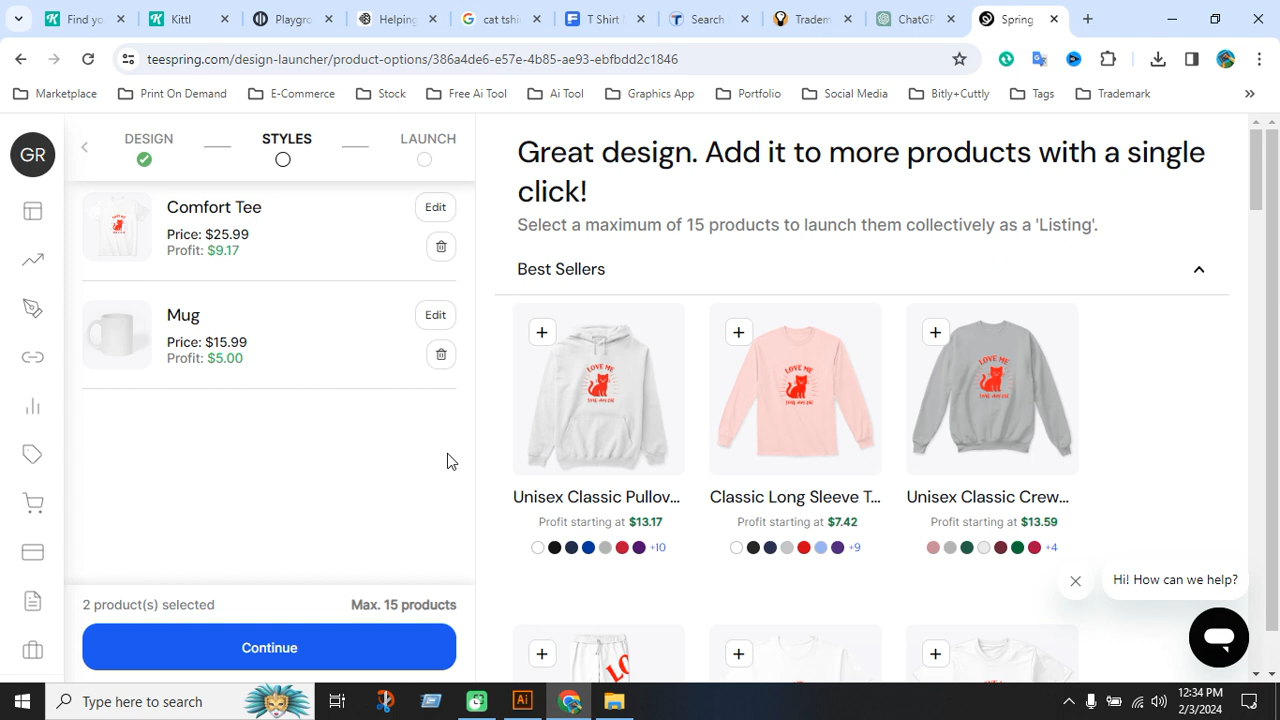 Find yo
Kittl
Playgro
Helping
cat tshi
T Shirt
Search
Tradem
ChatGP
Spring
teespring.com/design-launcher/product-options/386a4de6-e57e-4b85-ae93-ebfbdd2c1846
Marketplace
Print On Demand
E-Commerce
Stock
Free Ai Tool
Ai Tool
Graphics App
Portfolio
Social Media
Bitly+Cuttly
Tags
Trademark
GR
DESIGN
STYLES
LAUNCH
Comfort Tee
Price: $25.99
Profit: $9.17
Edit
Mug
Price: $15.99
Profit: $5.00
Edit
2 product(s) selected
Max. 15 products
Continue
Great design. Add it to more products with a single
click!
Select a maximum of 15 products to launch them collectively as a 'Listing'.
Best Sellers
LOVE ME
LOVE ME
LOVE ME
Unisex Classic Pullov...
Profit starting at $13.17
+10
Classic Long Sleeve T...
Profit starting at $7.42
+9
Unisex Classic Crew...
Profit starting at $13.59
+4
LO
Hi! How can we help?
Type here to search
Ai
12:34 PM
2/3/2024